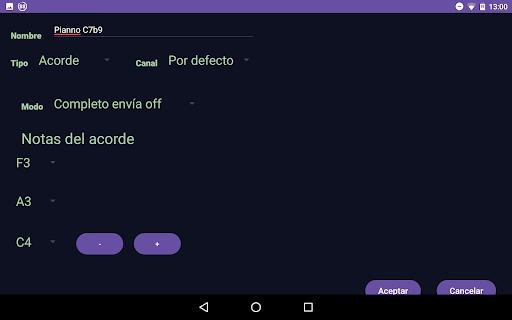 13:00
Nombre Pianno C7b9
Tipo Acorde Canal Por defecto
Modo Completo envía off
Notas del acorde
F3
A3
C4 - +
Aceptar Cancelar